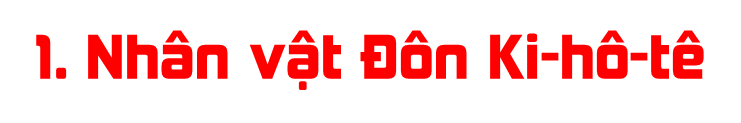 1. Nhân vật Đôn Ki-hô-tê